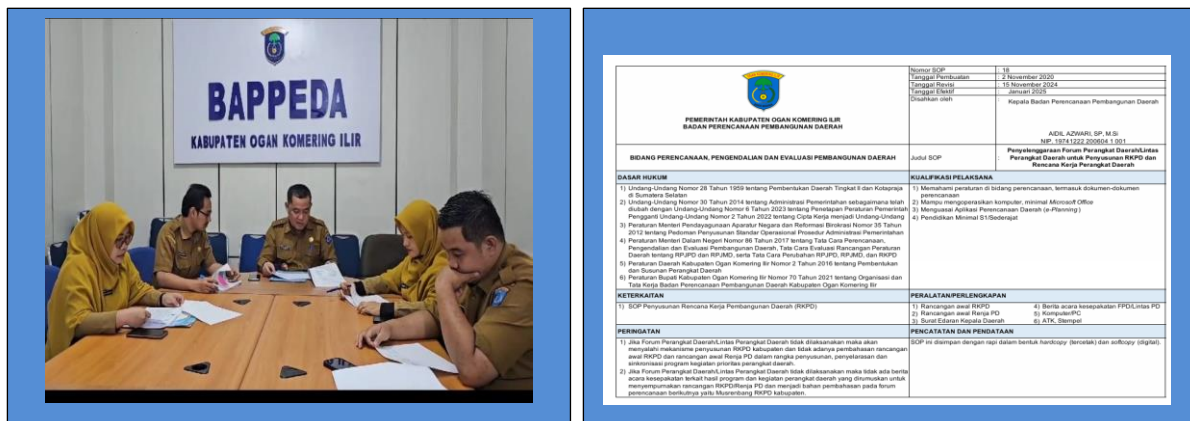 BAPPEDA
KABUPATEN OGAN KOMERING ILIR
PEMERINTAH KABUPATEN OGAN KOMERING ILIR
BADAN PERENCANAAN PEMBANGUNAN DAERAH
BIDANG PERENCANAAN, PENGENDALIAN DAN EVALUASI PEMBANGUNAN DAERAH
Nomor SOP : 18
Tanggal Pembuatan : 2 November 2020
Tanggal Revisi : 15 November 2024
Tanggal Efektif : Januari 2025
Disahkan oleh : Kepala Badan Perencanaan Pembangunan Daerah
AIDIL AZWARI, SP, M.Si
NIP. 19741222 200604 1 001
Judul SOP : Penyelenggaraan Forum Perangkat Daerah/Lintas
Perangkat Daerah untuk Penyusunan RKPD dan
Rencana Kerja Perangkat Daerah
DASAR HUKUM
1) Undang-Undang Nomor 28 Tahun 1959 tentang Pembentukan Daerah Tingkat II dan Kotapraja
di Sumatera Selatan
2) Undang-Undang Nomor 30 Tahun 2014 tentang Administrasi Pemerintahan sebagaimana telah
diubah dengan Undang-Undang Nomor 6 Tahun 2023 tentang Penetapan Peraturan Pemerintah
Pengganti Undang-Undang Nomor 2 Tahun 2022 tentang Cipta Kerja menjadi Undang-Undang
3) Peraturan Menteri Pendayagunaan Aparatur Negara dan Reformasi Birokrasi Nomor 35 Tahun
2012 tentang Pedoman Penyusunan Standar Operasional Prosedur Administrasi Pemerintahan
4) Peraturan Menteri Dalam Negeri Nomor 86 Tahun 2017 tentang Tata Cara Perencanaan,
Pengendalian dan Evaluasi Pembangunan Daerah, Tata Cara Evaluasi Rancangan Peraturan
Daerah tentang RPJPD dan RPJMD, serta Tata Cara Perubahan RPJPD, RPJMD, dan RKPD
5) Peraturan Daerah Kabupaten Ogan Komering Ilir Nomor 2 Tahun 2016 tentang Pembentukan
dan Susunan Perangkat Daerah
6) Peraturan Bupati Kabupaten Ogan Komering Ilir Nomor 70 Tahun 2021 tentang Organisasi dan
Tata Kerja Badan Perencanaan Pembangunan Daerah Kabupaten Ogan Komering Ilir
KUALIFIKASI PELAKSANA
1) Memahami peraturan di bidang perencanaan, termasuk dokumen-dokumen
perencanaan
2) Mampu mengoperasikan komputer, minimal Microsoft Office
3) Menguasai Aplikasi Perencanaan Daerah (e-Planning)
4) Pendidikan Minimal S1/Sederajat
KETERKAITAN
1) SOP Penyusunan Rencana Kerja Pembangunan Daerah (RKPD)
PERALATAN/PERLENGKAPAN
1) Rancangan awal RKPD
2) Rancangan awal Renja PD
3) Surat Edaran Kepala Daerah
4) Berita acara kesepakatan FPD/Lintas PD
5) Komputer/PC
6) ATK, Stempel
PERINGATAN
1) Jika Forum Perangkat Daerah/Lintas Perangkat Daerah tidak dilaksanakan maka akan
menyalahi mekanisme penyusunan RKPD kabupaten dan tidak adanya pembahasan rancangan
awal RKPD dan rancangan awal Renja PD dalam rangka penyusunan, penyelarasan dan
sinkronisasi program kegiatan prioritas perangkat daerah.
2) Jika Forum Perangkat Daerah/Lintas Perangkat Daerah tidak dilaksanakan maka tidak ada berita
acara kesepakatan terkait hasil program dan kegiatan perangkat daerah yang dirumuskan untuk
menyempurnakan rancangan RKPD/Renja PD dan menjadi bahan pembahasan pada forum
perencanaan berikutnya yaitu Musrenbang RKPD kabupaten.
PENCATATAN DAN PENDATAAN
SOP ini disimpan dengan rapi dalam bentuk hardcopy (tercetak) dan softcopy (digital).